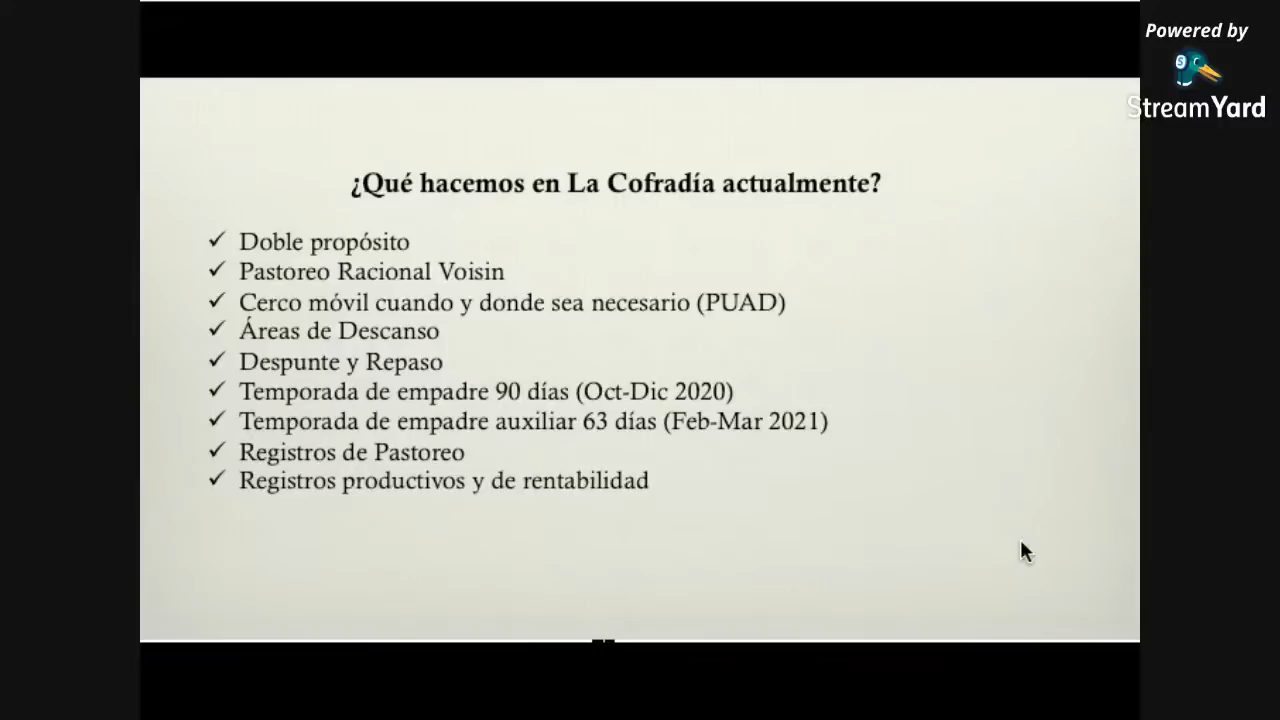 Powered by
StreamYard
¿Qué hacemos en La Cofradía actualmente?
✓ Doble propósito
✓ Pastoreo Racional Voisin
✓ Cerco móvil cuando y donde sea necesario (PUAD)
✓ Áreas de Descanso
✓ Despunte y Repaso
✓ Temporada de empadre 90 días (Oct-Dic 2020)
✓ Temporada de empadre auxiliar 63 días (Feb-Mar 2021)
✓ Registros de Pastoreo
✓ Registros productivos y de rentabilidad